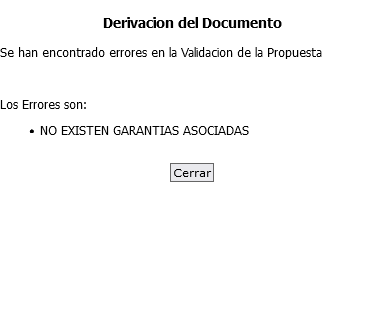 Derivacion del Documento
Se han encontrado errores en la Validacion de la Propuesta
Los Errores son:
• NO EXISTEN GARANTIAS ASOCIADAS
Cerrar